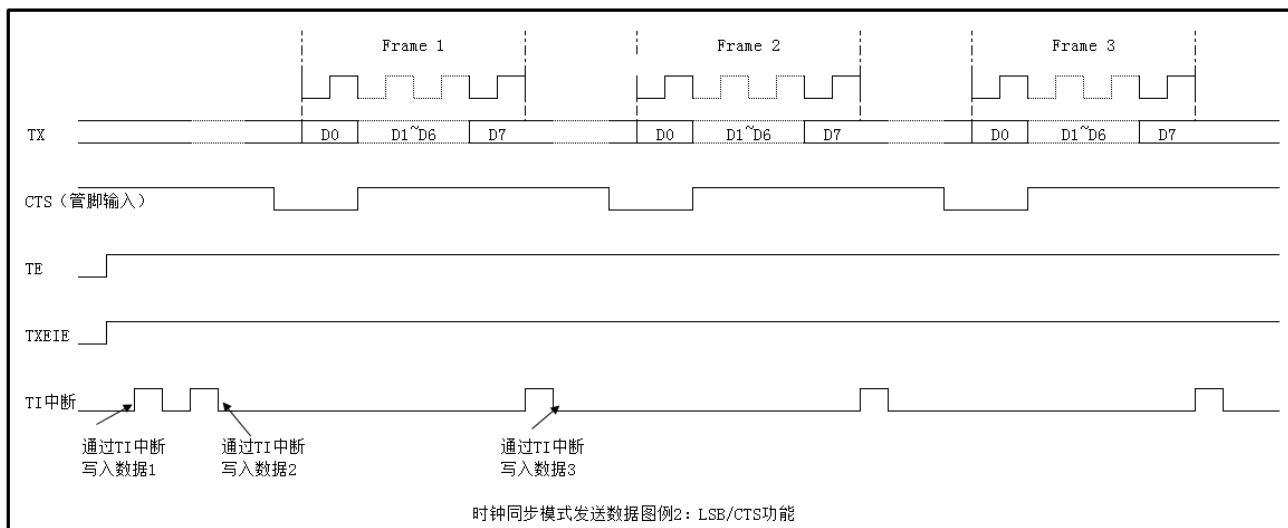 Frame 1 Frame 2 Frame 3
TX D0 D1~D6 D7 D0 D1~D6 D7 D0 D1~D6 D7
CTS（管脚输入）
TE
TXEIE
TI中断
通过TI中断 通过TI中断 通过TI中断
写入数据1 写入数据2 写入数据3
时钟同步模式发送数据图例2：LSB/CTS功能